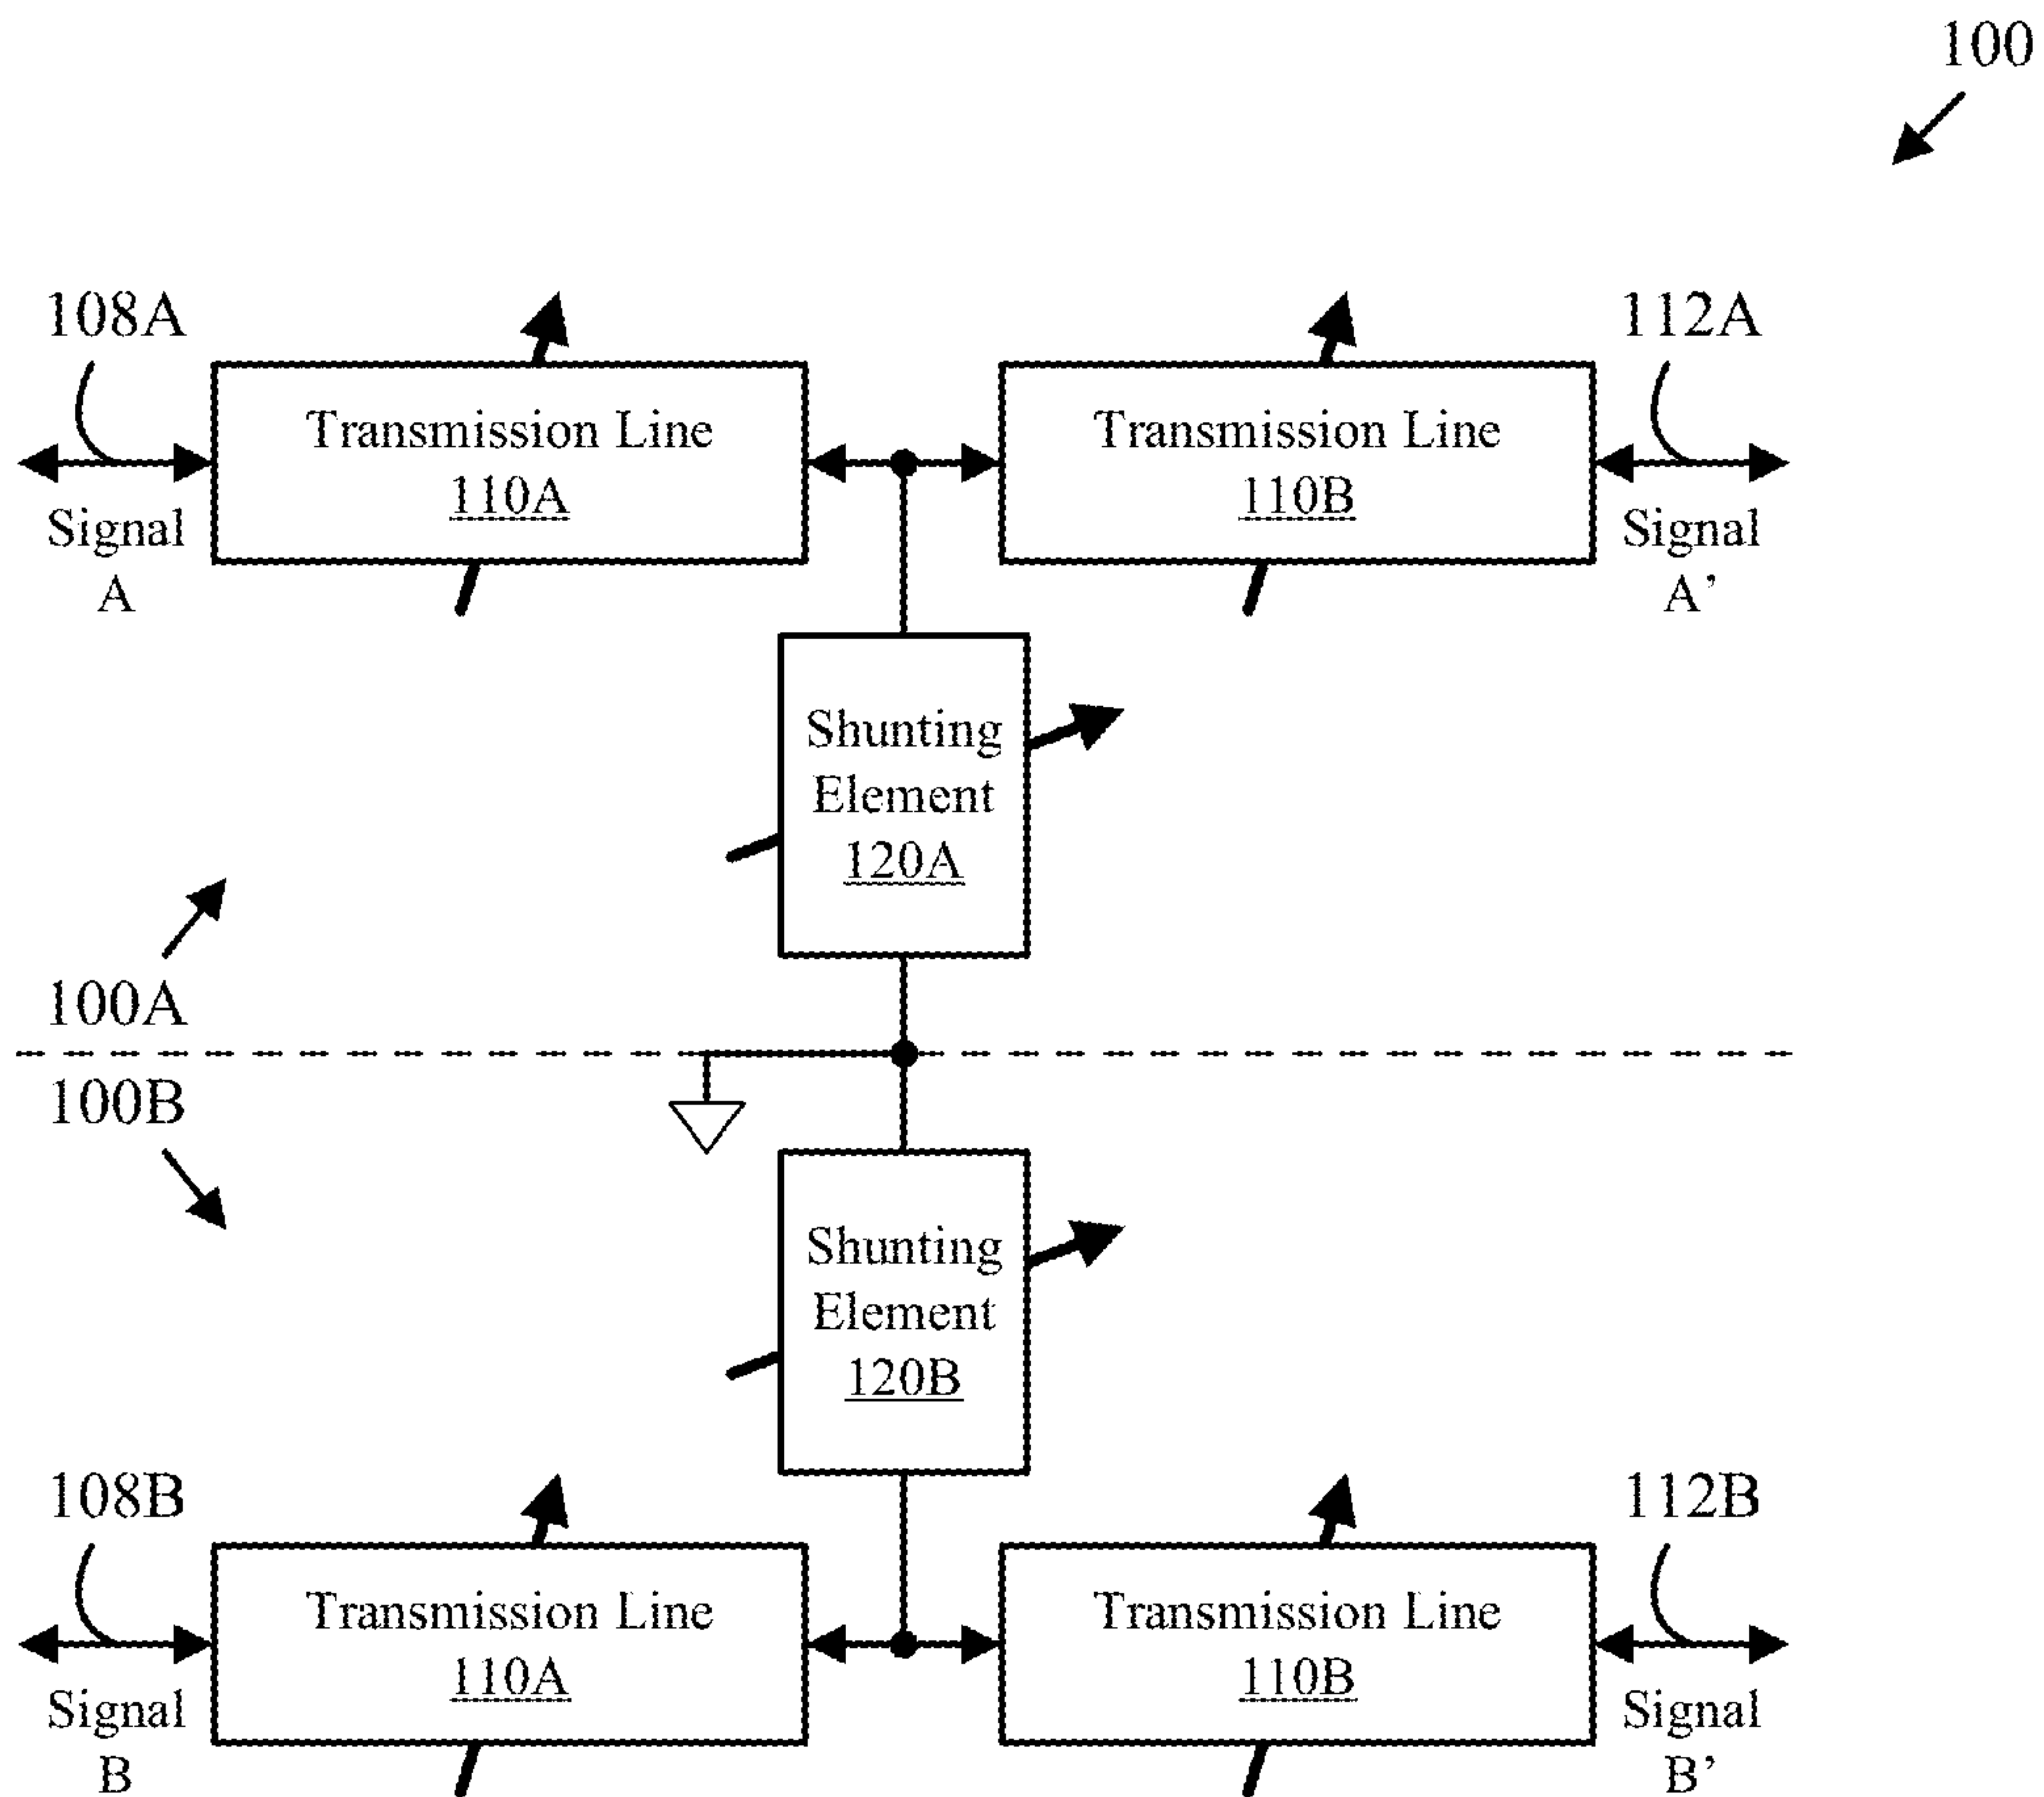 100
108A
112A
Transmission Line
110A
Transmission Line
110B
Signal
A
Signal
A’
Shunting
Element
120A
100A
100B
Shunting
Element
120B
108B
112B
Transmission Line
110A
Transmission Line
110B
Signal
B
Signal
B’